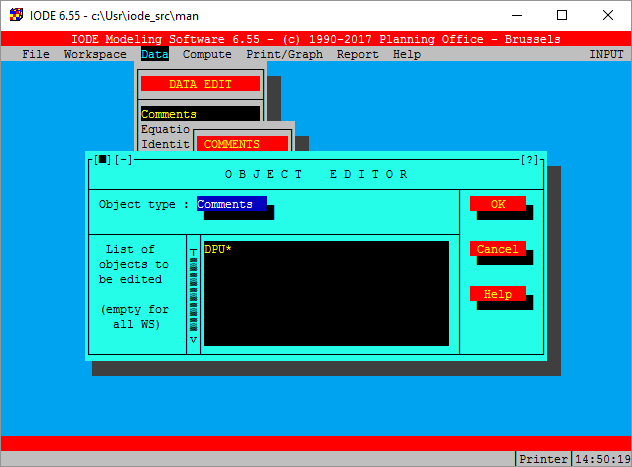 IODE 6.55 - c:\Usr\iode_src\man
IODE Modeling Software 6.55 - (c) 1990-2017 Planning Office - Brussels
File Workspace Data Compute Print/Graph Report Help INPUT
DATA EDIT
Comments
Equatio
Identit
COMMENTS
[■][-] [?]
OBJECT EDITOR
Object type : Comments
OK
List of
objects to
be edited
(empty for
all WS)
DPU*
Cancel
Help
Printer 14:50:19